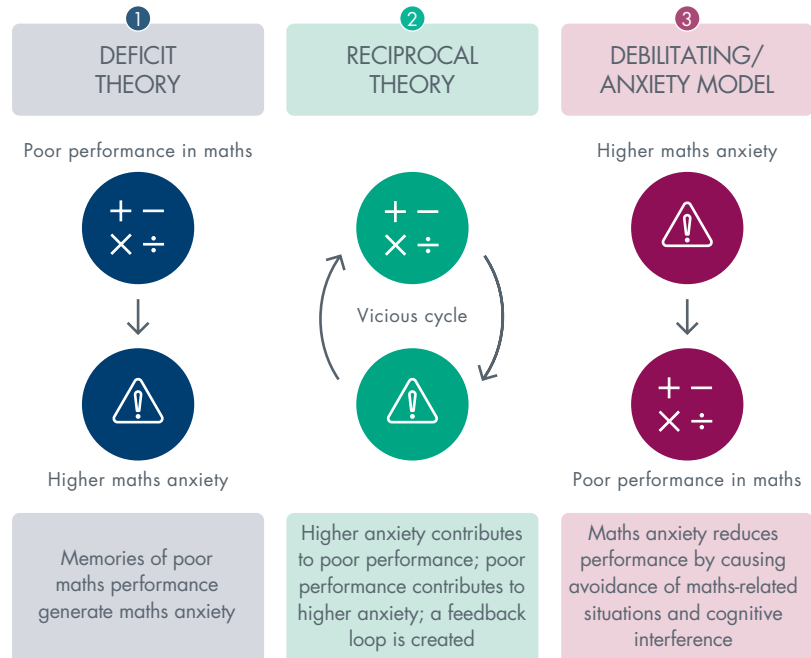 1
DEFICIT
THEORY
Poor performance in maths
+ −
× ÷
!
Higher maths anxiety
Memories of poor
maths performance
generate maths anxiety
2
RECIPROCAL
THEORY
+ −
× ÷
Vicious cycle
!
Higher anxiety contributes
to poor performance; poor
performance contributes to
higher anxiety; a feedback
loop is created
3
DEBILITATING/
ANXIETY MODEL
Higher maths anxiety
!
+ −
× ÷
Poor performance in maths
Maths anxiety reduces
performance by causing
avoidance of maths-related
situations and cognitive
interference